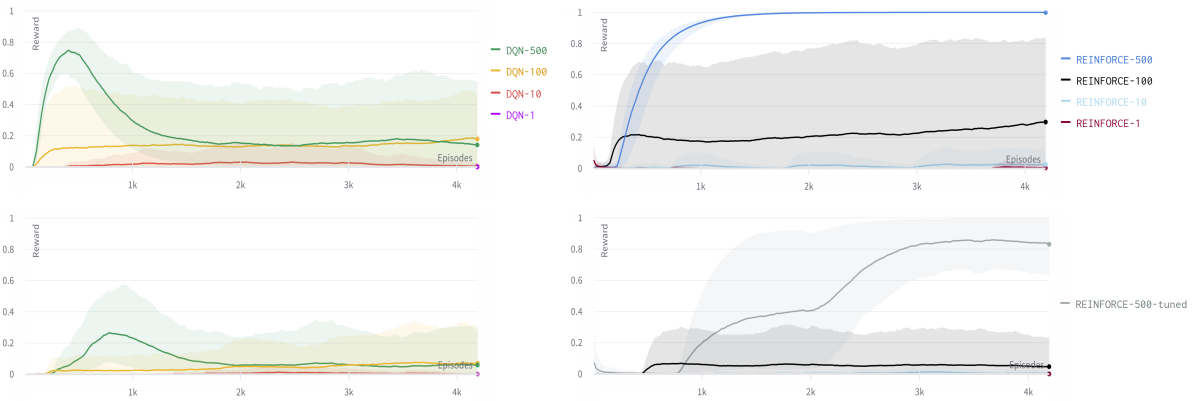 1
0.8
0.6
0.4
0.2
0
Reward
Episodes
1k
2k
3k
4k
DQN-500
DQN-100
DQN-10
DQN-1
1
0.8
0.6
0.4
0.2
0
Reward
Episodes
1k
2k
3k
4k
REINFORCE-500
REINFORCE-100
REINFORCE-10
REINFORCE-1
1
0.8
0.6
0.4
0.2
0
Reward
Episodes
1k
2k
3k
4k
1
0.8
0.6
0.4
0.2
0
Reward
Episodes
1k
2k
3k
4k
REINFORCE-500-tuned